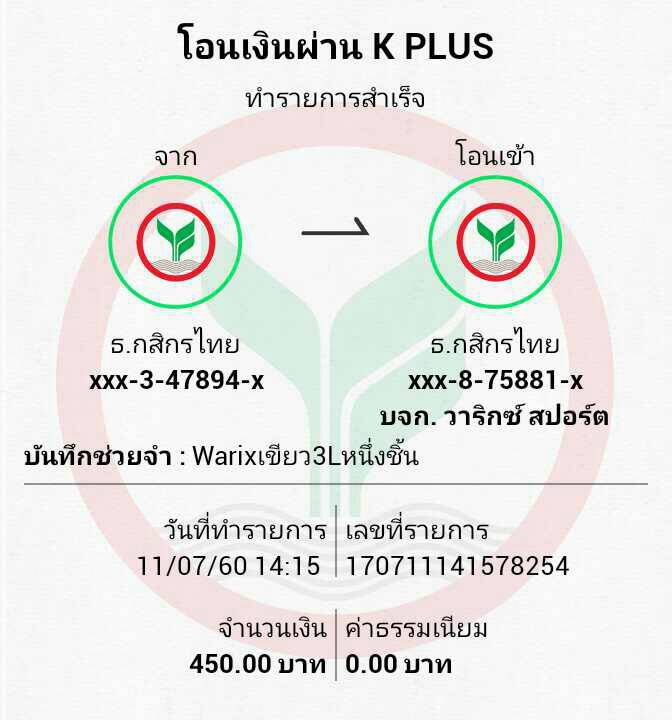 โอนเงินผ่าน K PLUS
ทำรายการสำเร็จ
จาก
โอนเข้า
ธ.กสิกรไทย
ธ.กสิกรไทย
xxx-3-47894-x
xxx-8-75881-x
บจก. วาริกซ์ สปอร์ต
บันทึกช่วยจำ : Warixเขียว3Lหนึ่งชิ้น
วันที่ทำรายการ
เลขที่รายการ
11/07/60 14:15
170711141578254
จำนวนเงิน
ค่าธรรมเนียม
450.00 บาท
0.00 บาท